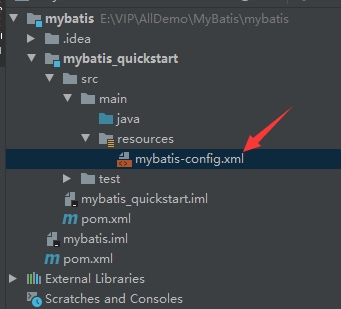 mybatis E:\VIP\AllDemo\MyBatis\mybatis
.idea
mybatis_quickstart
src
main
java
resources
mybatis-config.xml
test
mybatis_quickstart.iml
pom.xml
mybatis.iml
pom.xml
External Libraries
Scratches and Consoles